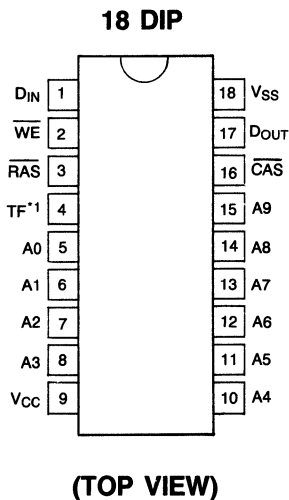 18 DIP
DIN 1 18 VSS
WE 2 17 DOUT
RAS 3 16 CAS
TF*1 4 15 A9
A0 5 14 A8
A1 6 13 A7
A2 7 12 A6
A3 8 11 A5
VCC 9 10 A4
(TOP VIEW)